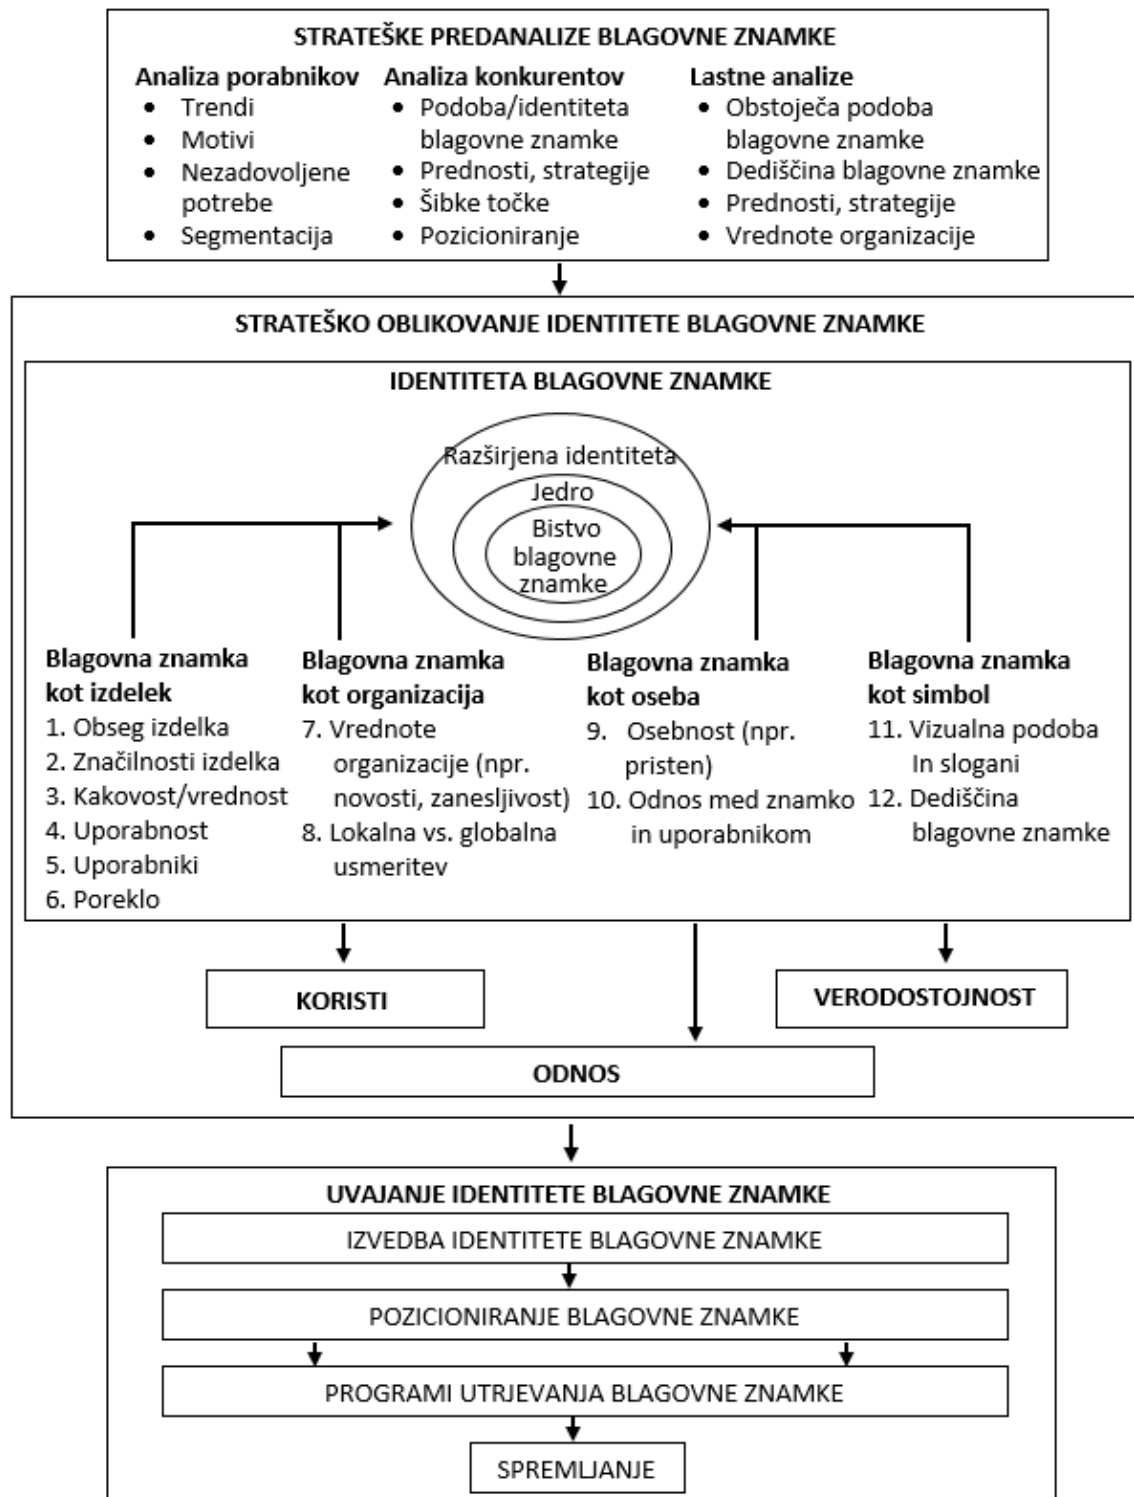 STRATEŠKE PREDANALIZE BLAGOVNE ZNAMKE
Analiza porabnikov
• Trendi
• Motivi
• Nezadovoljene
potrebe
• Segmentacija
Analiza konkurentov
• Podoba/identiteta
blagovne znamke
• Prednosti, strategije
• Šibke točke
• Pozicioniranje
Lastne analize
• Obstoječa podoba
blagovne znamke
• Dediščina blagovne znamke
• Prednosti, strategije
• Vrednote organizacije
STRATEŠKO OBLIKOVANJE IDENTITETE BLAGOVNE ZNAMKE
IDENTITETA BLAGOVNE ZNAMKE
Razširjena identiteta
Jedro
Bistvo
blagovne
znamke
Blagovna znamka
kot izdelek
1. Obseg izdelka
2. Značilnosti izdelka
3. Kakovost/vrednost
4. Uporabnost
5. Uporabniki
6. Poreklo
Blagovna znamka
kot organizacija
7. Vrednote
organizacije (npr.
novosti, zanesljivost)
8. Lokalna vs. globalna
usmeritev
Blagovna znamka
kot oseba
9. Osebnost (npr.
pristen)
10. Odnos med znamko
in uporabnikom
Blagovna znamka
kot simbol
11. Vizualna podoba
In slogani
12. Dediščina
blagovne znamke
KORISTI
VERODOSTOJNOST
ODNOS
UVAJANJE IDENTITETE BLAGOVNE ZNAMKE
IZVEDBA IDENTITETE BLAGOVNE ZNAMKE
POZICIONIRANJE BLAGOVNE ZNAMKE
PROGRAMI UTRJEVANJA BLAGOVNE ZNAMKE
SPREMLJANJE